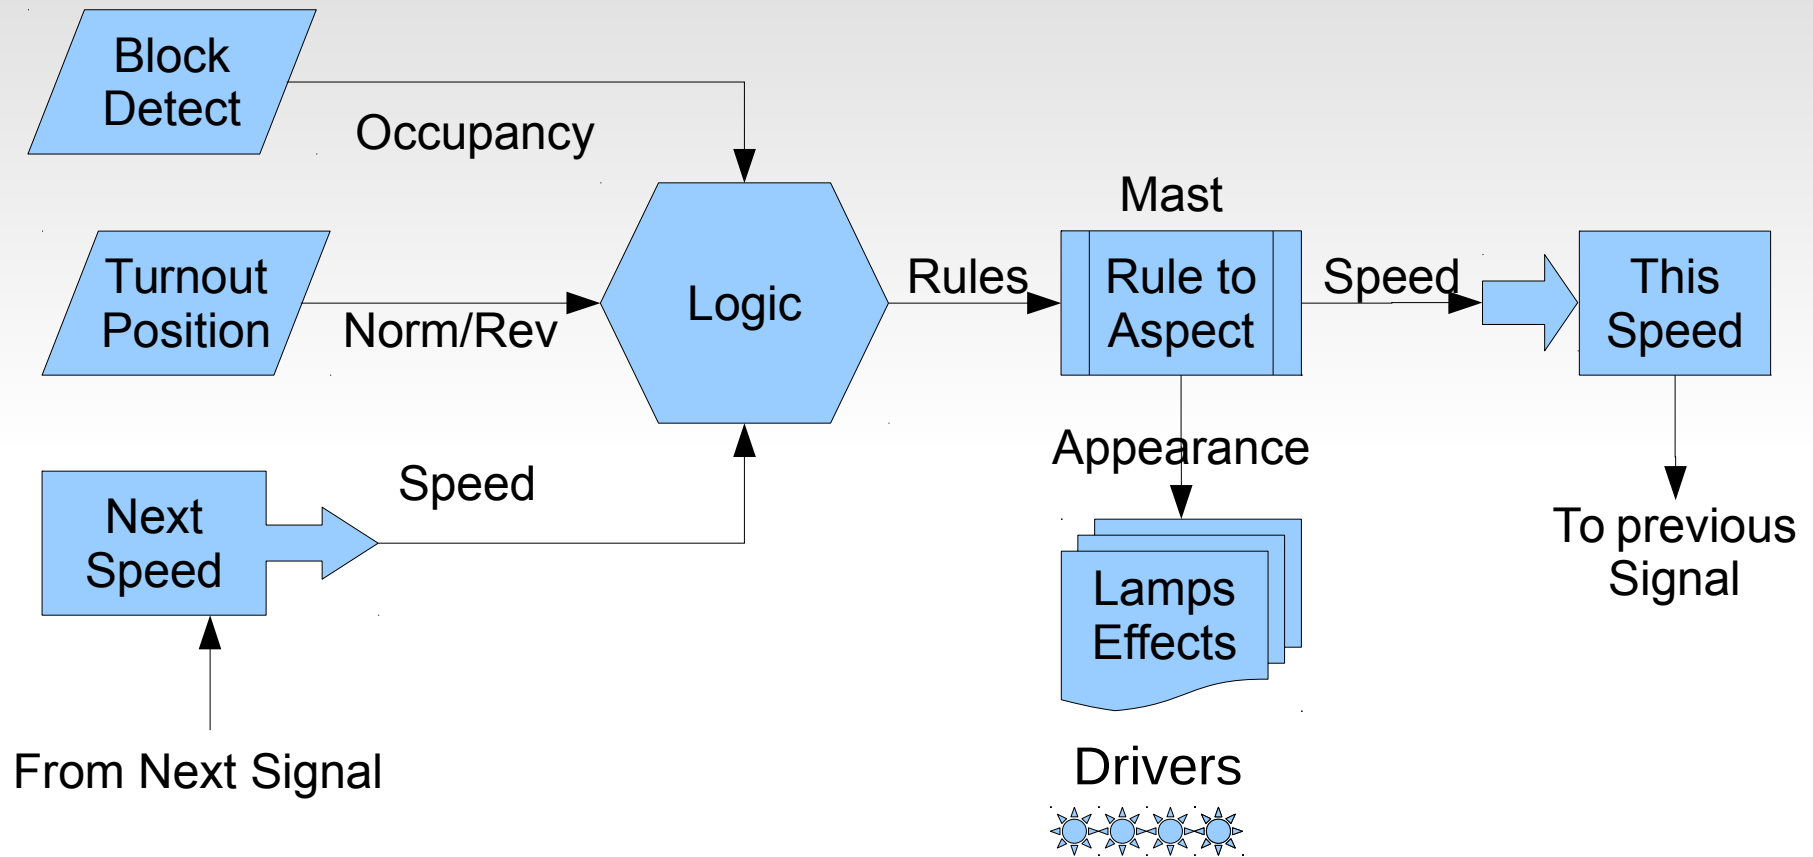 Block
Detect
Occupancy
Turnout
Position
Norm/Rev
Next
Speed
Speed
From Next Signal
Logic
Rules
Mast
Rule to
Aspect
Speed
This
Speed
To previous
Signal
Appearance
Lamps
Effects
Drivers